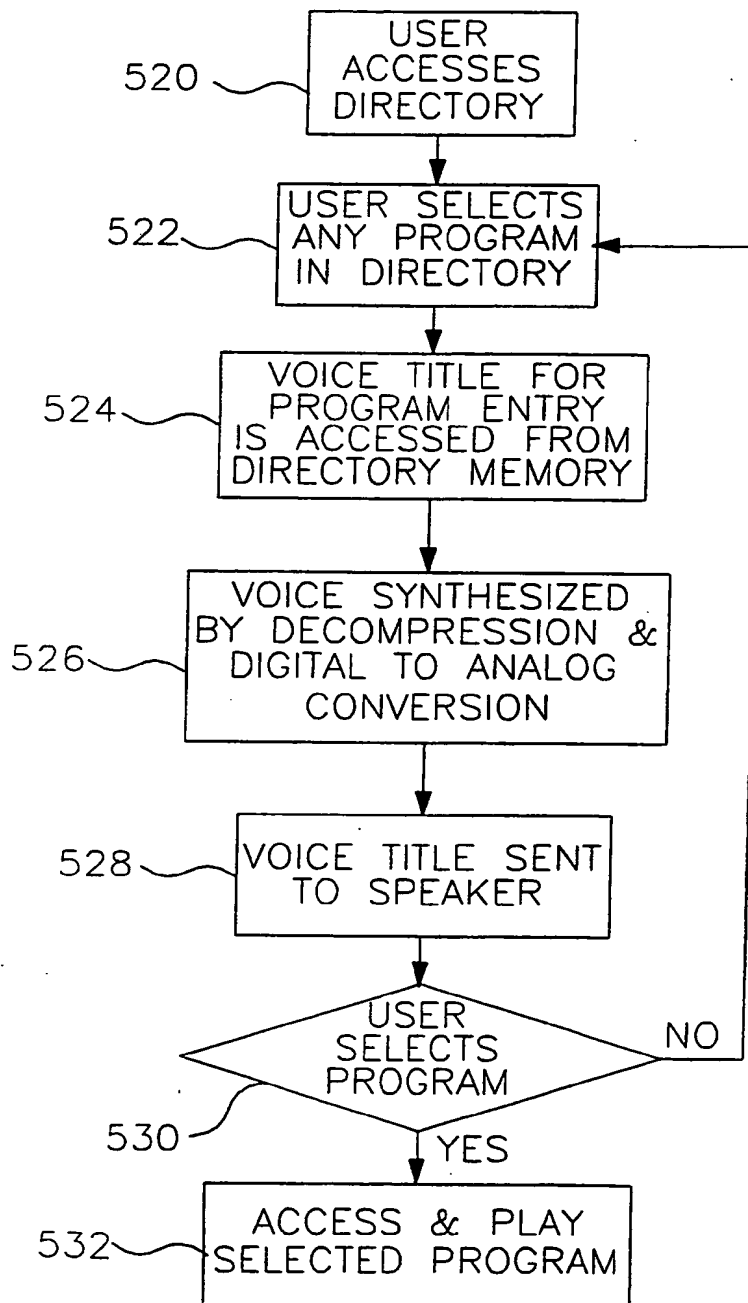 USER
ACCESSES
DIRECTORY
520
USER SELECTS
ANY PROGRAM
IN DIRECTORY
522
VOICE TITLE FOR
PROGRAM ENTRY
IS ACCESSED FROM
DIRECTORY MEMORY
524
VOICE SYNTHESIZED
BY DECOMPRESSION &
DIGITAL TO ANALOG
CONVERSION
526
VOICE TITLE SENT
TO SPEAKER
528
USER
SELECTS
PROGRAM
NO
530
YES
ACCESS & PLAY
SELECTED PROGRAM
532